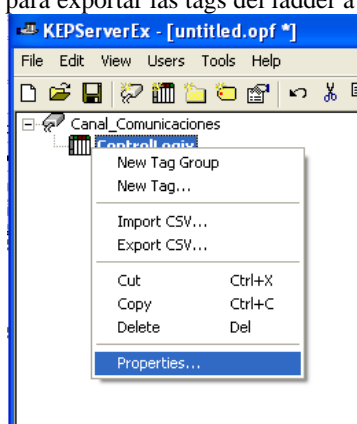 para exportar las tags del ladder a
KEPServerEx - [untitled.opf *]
File Edit View Users Tools Help
Canal_Comunicaciones
ControlLogix
New Tag Group
New Tag...
Import CSV...
Export CSV...
Cut Ctrl+X
Copy Ctrl+C
Delete Del
Properties...